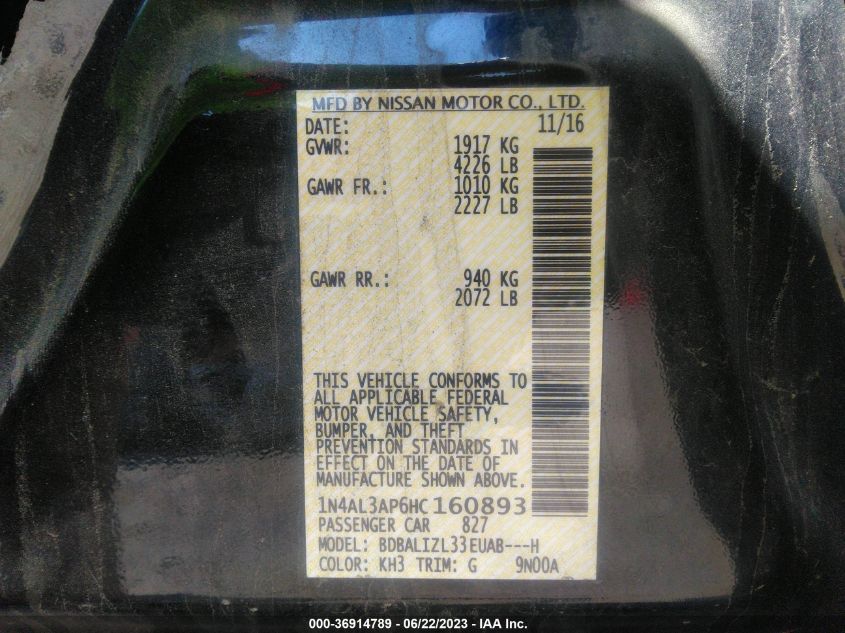 MFD BY NISSAN MOTOR CO., LTD.
DATE: 11/16
GVWR: 1917 KG
4226 LB
GAWR FR.: 1010 KG
2227 LB
GAWR RR.: 940 KG
2072 LB
THIS VEHICLE CONFORMS TO
ALL APPLICABLE FEDERAL
MOTOR VEHICLE SAFETY,
BUMPER, AND THEFT
PREVENTION STANDARDS IN
EFFECT ON THE DATE OF
MANUFACTURE SHOWN ABOVE.
1N4AL3AP6HC160893
PASSENGER CAR 827
MODEL: BDBALIZL33EUAB---H
COLOR: KH3 TRIM: G 9N00A
000-36914789 - 06/22/2023 - IAA Inc.